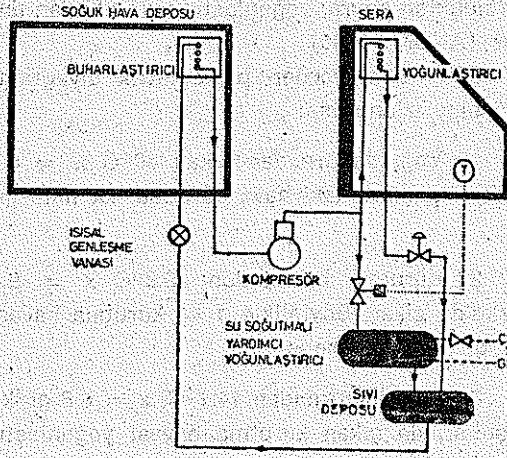 SOĞUK HAVA DEPOSU
SERA
BUHARLAŞTIRICI
YOĞUNLAŞTIRICI
T
ISISAL
GENLEŞME
VANASI
KOMPRESÖR
SU SOĞUTMALI
YARDIMCI
YOĞUNLAŞTIRICI
Ç
G
SIVI
DEPOSU